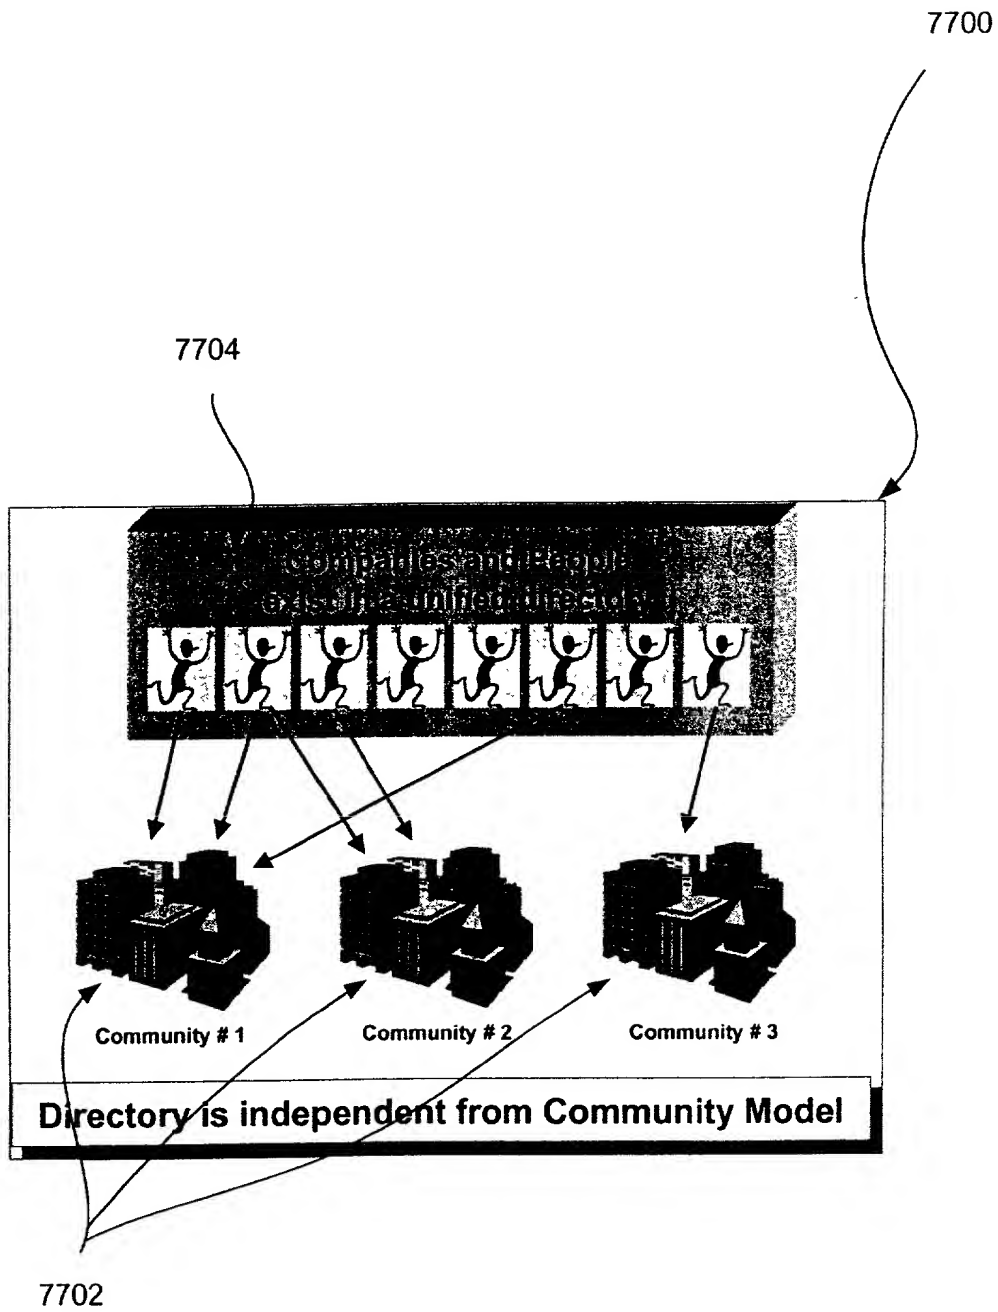 7700
7704
Companies and People
exist in a unified directory
Community # 1
Community # 2
Community # 3
Directory is independent from Community Model
7702